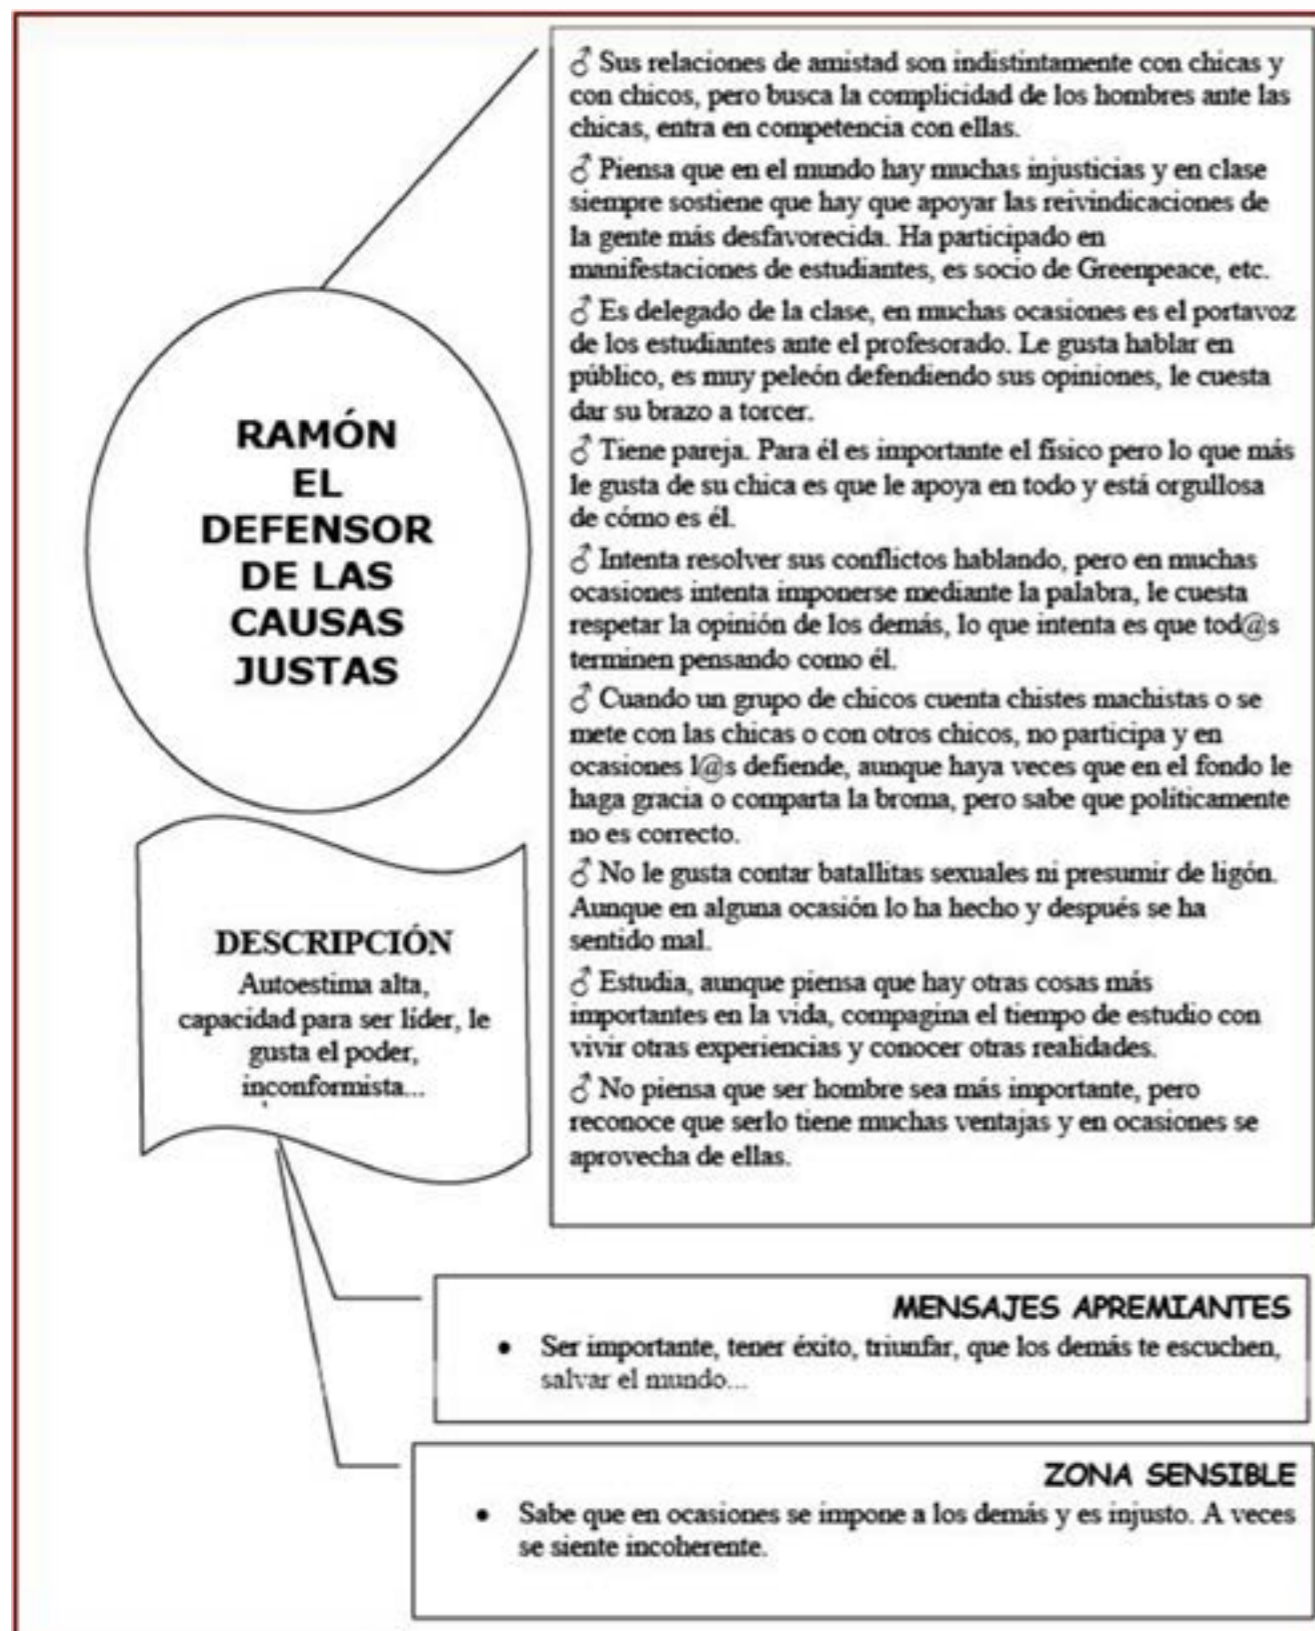 ♂ Sus relaciones de amistad son indistintamente con chicas y
con chicos, pero busca la complicidad de los hombres ante las
chicas, entra en competencia con ellas.
♂ Piensa que en el mundo hay muchas injusticias y en clase
siempre sostiene que hay que apoyar las reivindicaciones de
la gente más desfavorecida. Ha participado en
manifestaciones de estudiantes, es socio de Greenpeace, etc.
♂ Es delegado de la clase, en muchas ocasiones es el portavoz
de los estudiantes ante el profesorado. Le gusta hablar en
público, es muy peleón defendiendo sus opiniones, le cuesta
dar su brazo a torcer.
♂ Tiene pareja. Para él es importante el físico pero lo que más
le gusta de su chica es que le apoya en todo y está orgullosa
de cómo es él.
♂ Intenta resolver sus conflictos hablando, pero en muchas
ocasiones intenta imponerse mediante la palabra, le cuesta
respetar la opinión de los demás, lo que intenta es que tod@s
terminen pensando como él.
♂ Cuando un grupo de chicos cuenta chistes machistas o se
mete con las chicas o con otros chicos, no participa y en
ocasiones l@s defiende, aunque haya veces que en el fondo le
haga gracia o comparta la broma, pero sabe que políticamente
no es correcto.
♂ No le gusta contar batallitas sexuales ni presumir de ligón.
Aunque en alguna ocasión lo ha hecho y después se ha
sentido mal.
♂ Estudia, aunque piensa que hay otras cosas más
importantes en la vida, compagina el tiempo de estudio con
vivir otras experiencias y conocer otras realidades.
♂ No piensa que ser hombre sea más importante, pero
reconoce que serlo tiene muchas ventajas y en ocasiones se
aprovecha de ellas.
RAMÓN
EL
DEFENSOR
DE LAS
CAUSAS
JUSTAS
DESCRIPCIÓN
Autoestima alta,
capacidad para ser líder, le
gusta el poder,
inconformista...
MENSAJES APREMIANTES
• Ser importante, tener éxito, triunfar, que los demás te escuchen,
salvar el mundo...
ZONA SENSIBLE
• Sabe que en ocasiones se impone a los demás y es injusto. A veces
se siente incoherente.